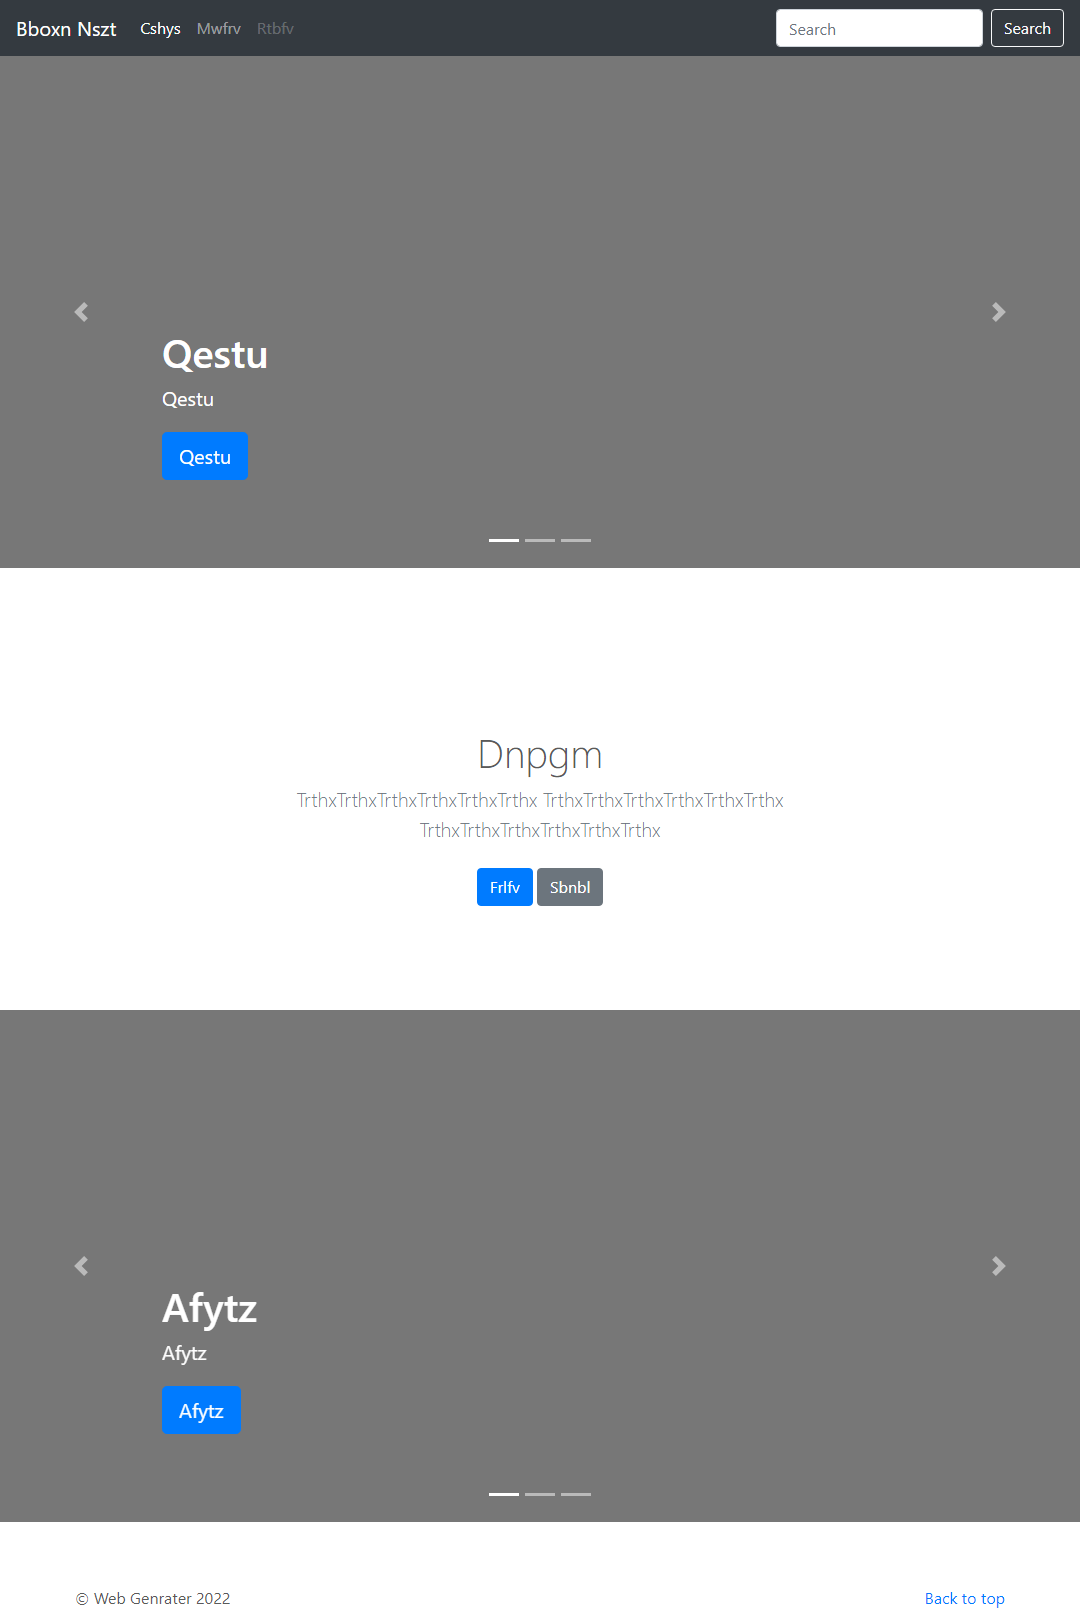 Bboxn Nszt Cshys Mwfrv Rtbfv Search Search
Qestu
Qestu
Qestu
Dnpgm
TrthxTrthxTrthxTrthxTrthxTrthx TrthxTrthxTrthxTrthxTrthxTrthx
TrthxTrthxTrthxTrthxTrthxTrthx
Frlfv Sbnbl
Afytz
Afytz
Afytz
© Web Genrater 2022 Back to top